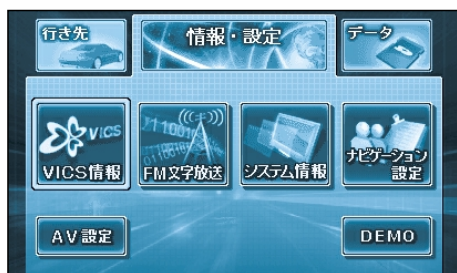 行き先
情報・設定
データ
VICS
VICS情報
FM文字放送
システム情報
ナビゲーション
設定
AV設定
DEMO